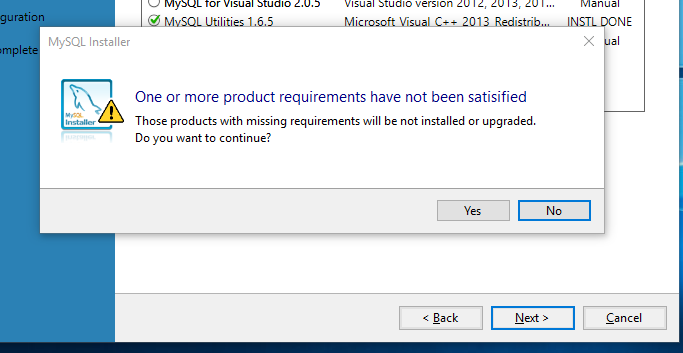 MySQL for Visual Studio 2.0.5 Visual Studio version 2012, 2013, 201... Manual
figuration
MySQL Utilities 1.6.5 Microsoft Visual C++ 2013 Redistrib... INSTL DONE
omplete
ual
MySQL Installer
MySQL
Installer
One or more product requirements have not been satisified
Those products with missing requirements will be not installed or upgraded.
Do you want to continue?
Yes No
< Back Next > Cancel